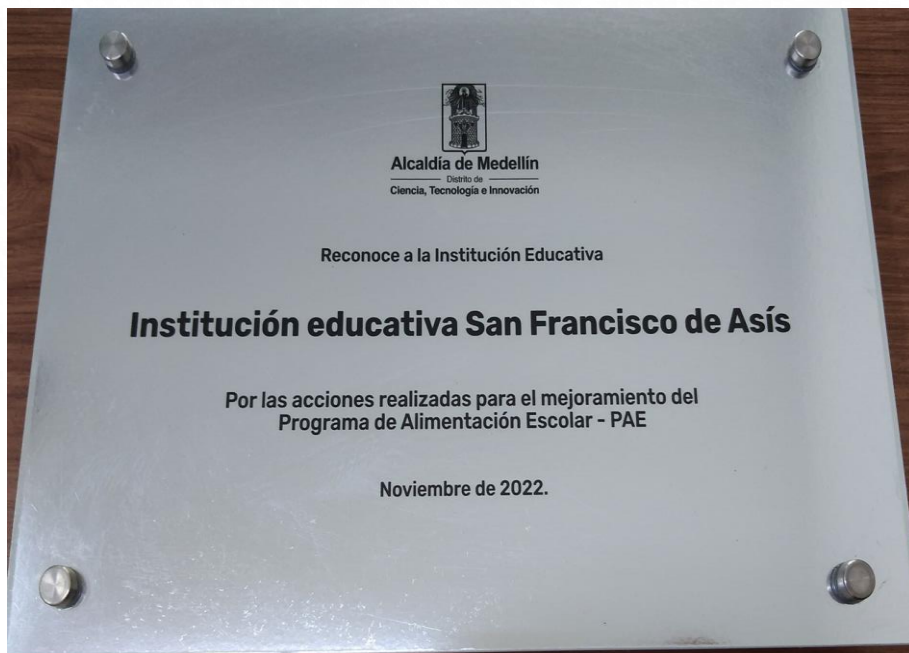 Alcaldía de Medellín
Distrito de
Ciencia, Tecnología e Innovación
Reconoce a la Institución Educativa
Institución educativa San Francisco de Asís
Por las acciones realizadas para el mejoramiento del
Programa de Alimentación Escolar - PAE
Noviembre de 2022.